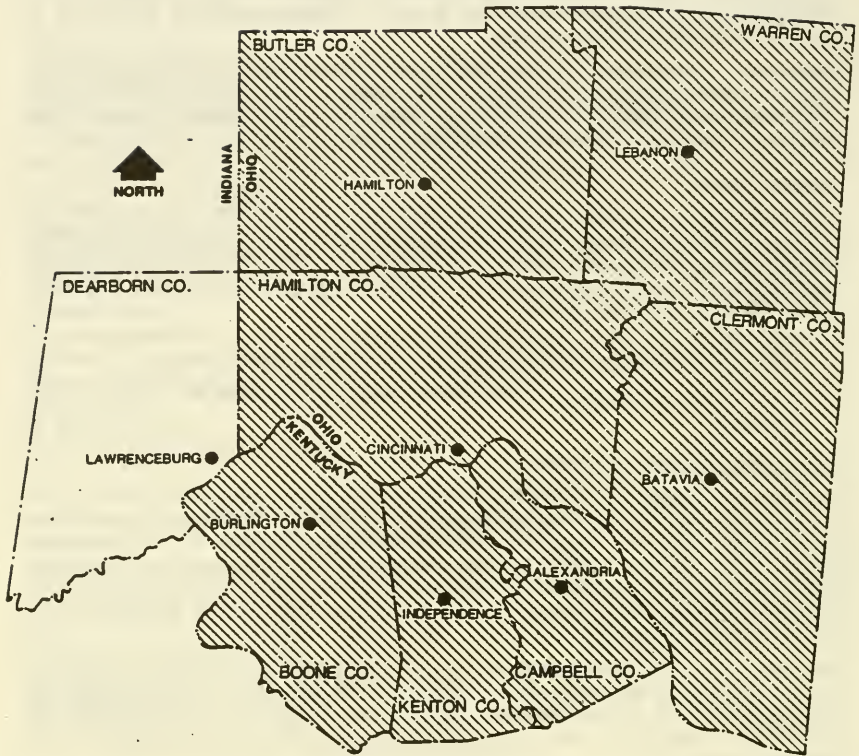 BUTLER CO.
WARREN CO.
LEBANON
INDIANA
OHIO
HAMILTON
NORTH
DEARBORN CO.
HAMILTON CO.
CLERMONT CO.
OHIO
KENTUCKY
CINCINNATI
LAWRENCEBURG
BATAVIA
BURLINGTON
ALEXANDRIA
INDEPENDENCE
BOONE CO.
CAMPBELL CO.
KENTON CO.